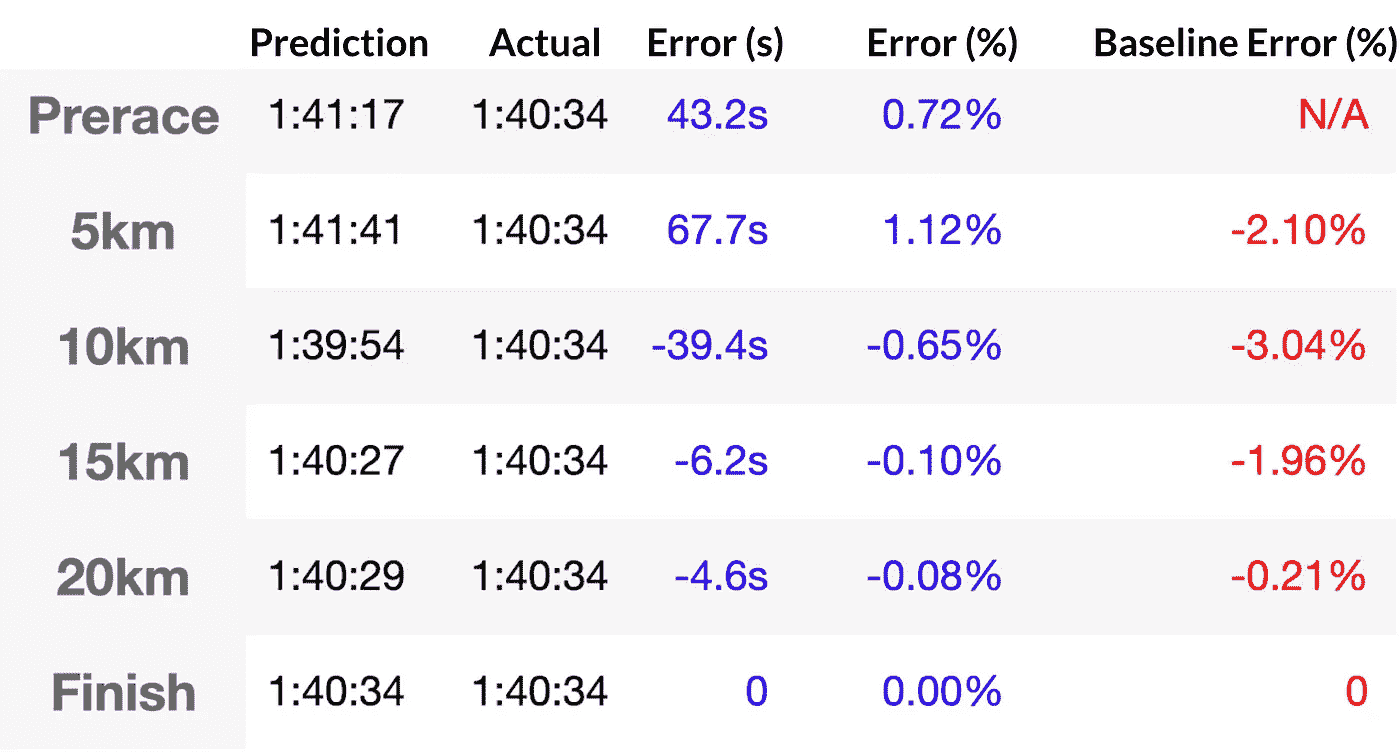 Prediction Actual Error (s) Error (%) Baseline Error (%)
Prerace 1:41:17 1:40:34 43.2s 0.72% N/A
5km 1:41:41 1:40:34 67.7s 1.12% -2.10%
10km 1:39:54 1:40:34 -39.4s -0.65% -3.04%
15km 1:40:27 1:40:34 -6.2s -0.10% -1.96%
20km 1:40:29 1:40:34 -4.6s -0.08% -0.21%
Finish 1:40:34 1:40:34 0 0.00% 0